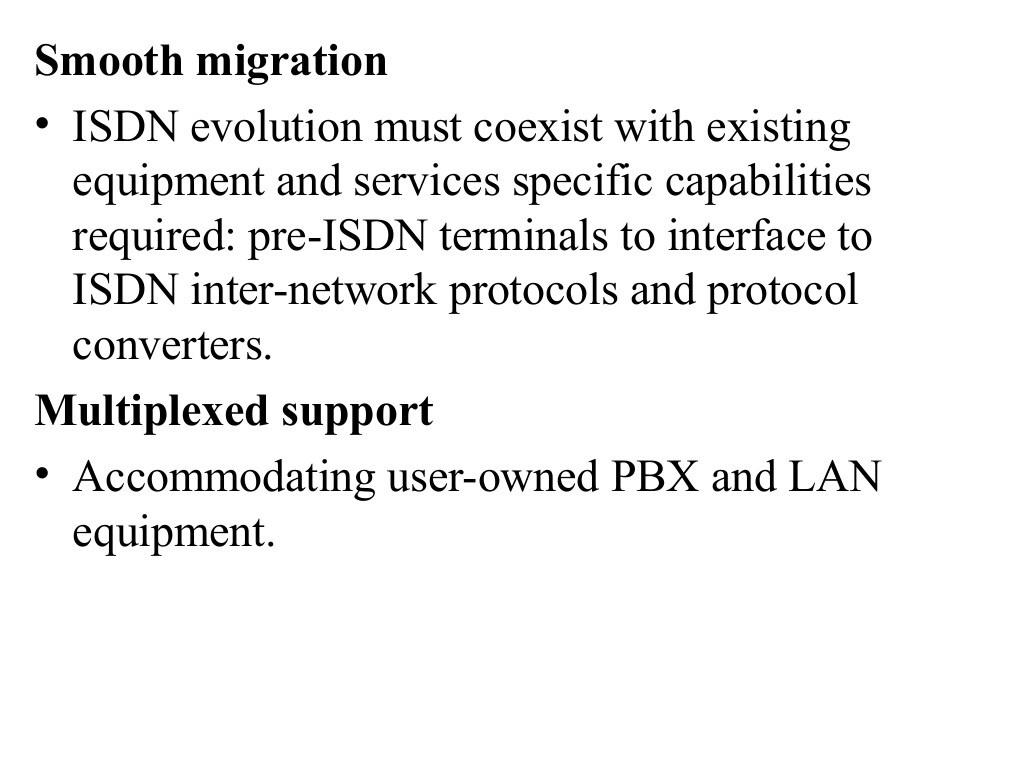 Smooth migration
• ISDN evolution must coexist with existing
equipment and services specific capabilities
required: pre-ISDN terminals to interface to
ISDN inter-network protocols and protocol
converters.
Multiplexed support
• Accommodating user-owned PBX and LAN
equipment.